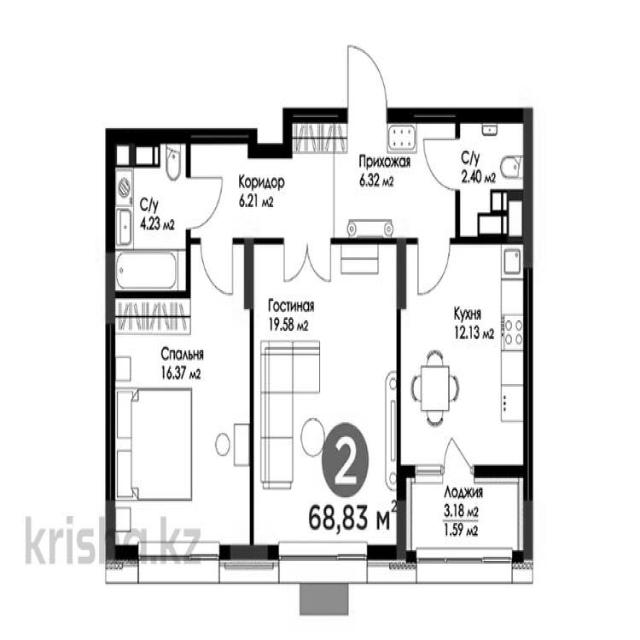 Прихожая
6.32 м2
С/у
2.40 м2
Коридор
6.21 м2
С/у
4.23 м2
Гостиная
19.58 м2
Кухня
12.13 м2
Спальня
16.37 м2
2
68,83 м2
Лоджия
3.18 м2
1.59 м2
krisha.kz